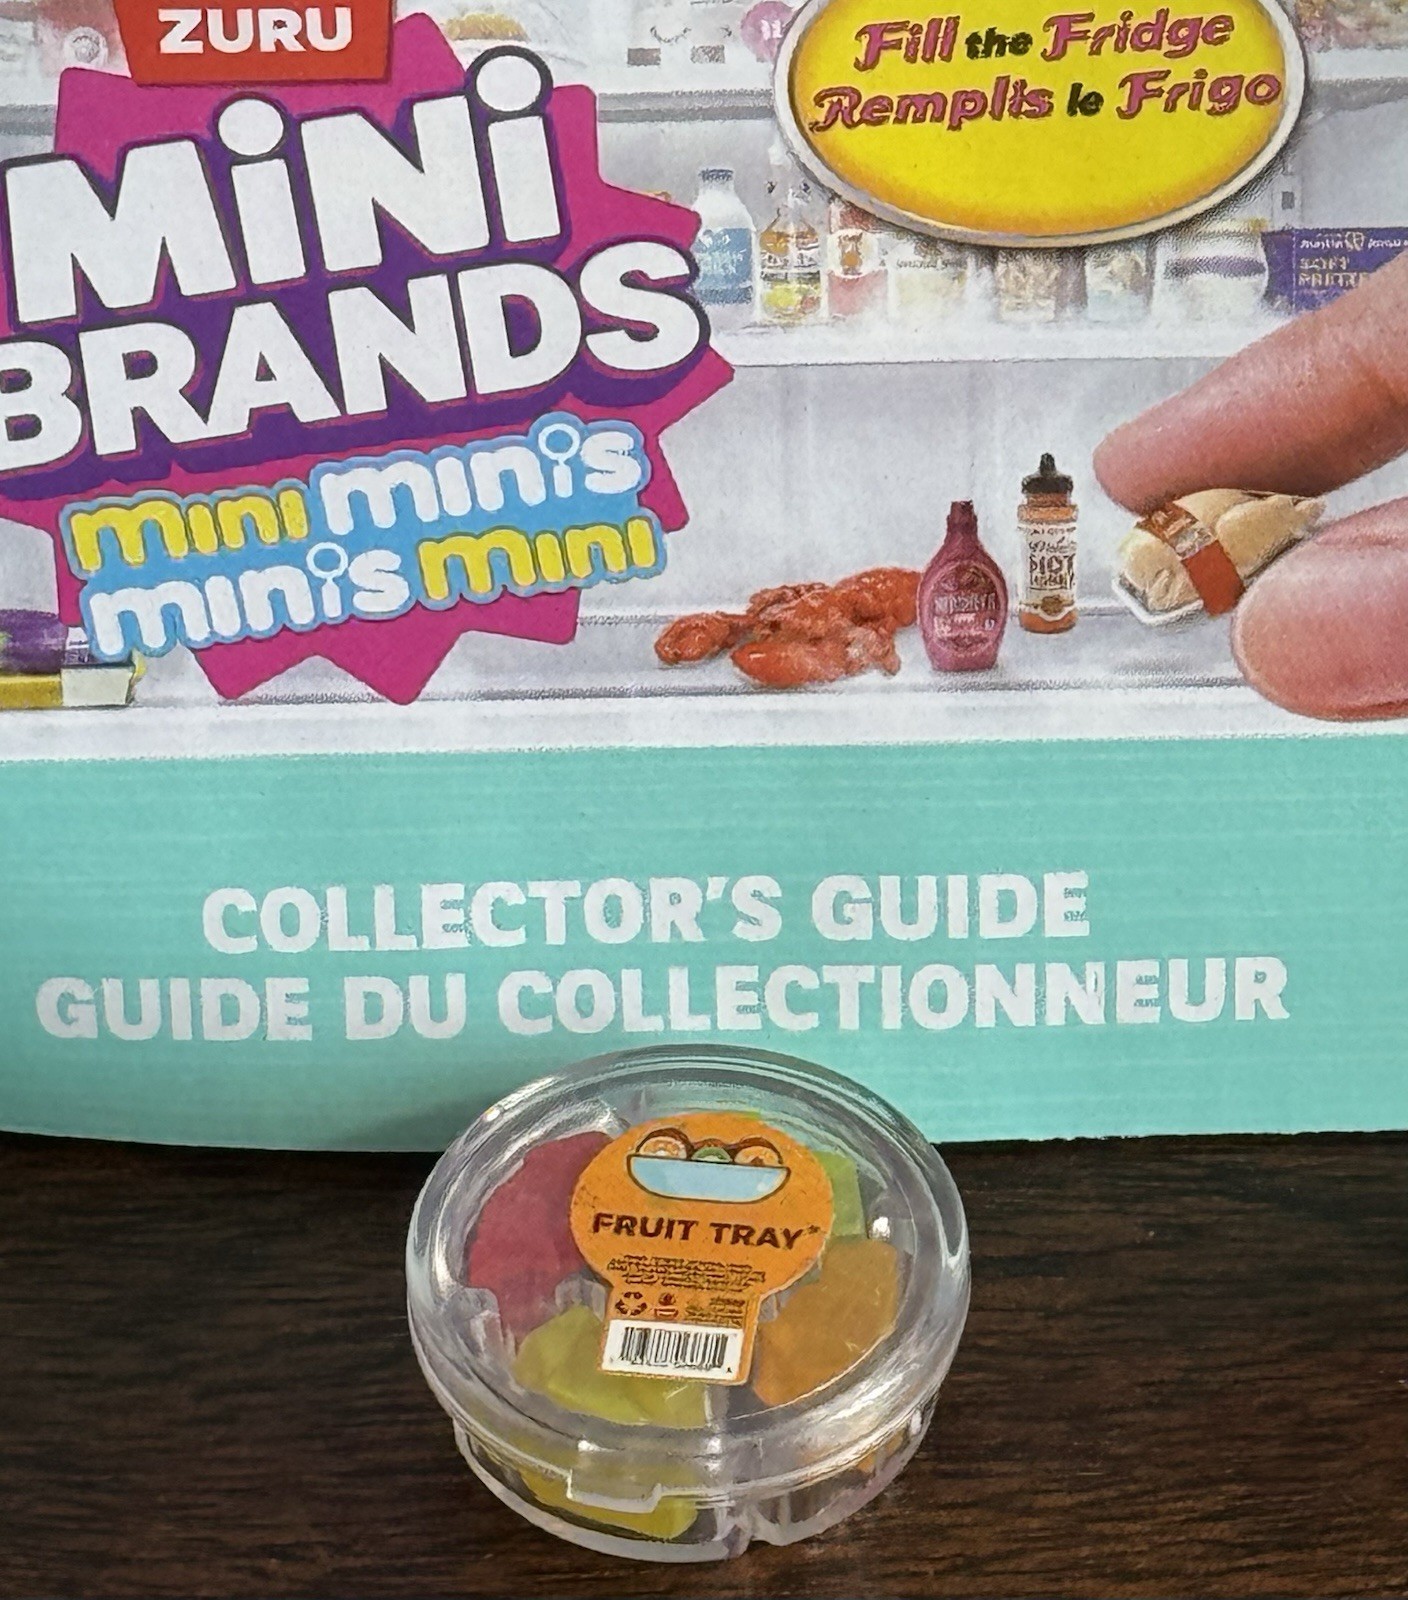 ZURU
MiNi
BRANDS
mini minis
minis mini
Fill the Fridge
Remplis le Frigo
COLLECTOR'S GUIDE
GUIDE DU COLLECTIONNEUR
FRUIT TRAY